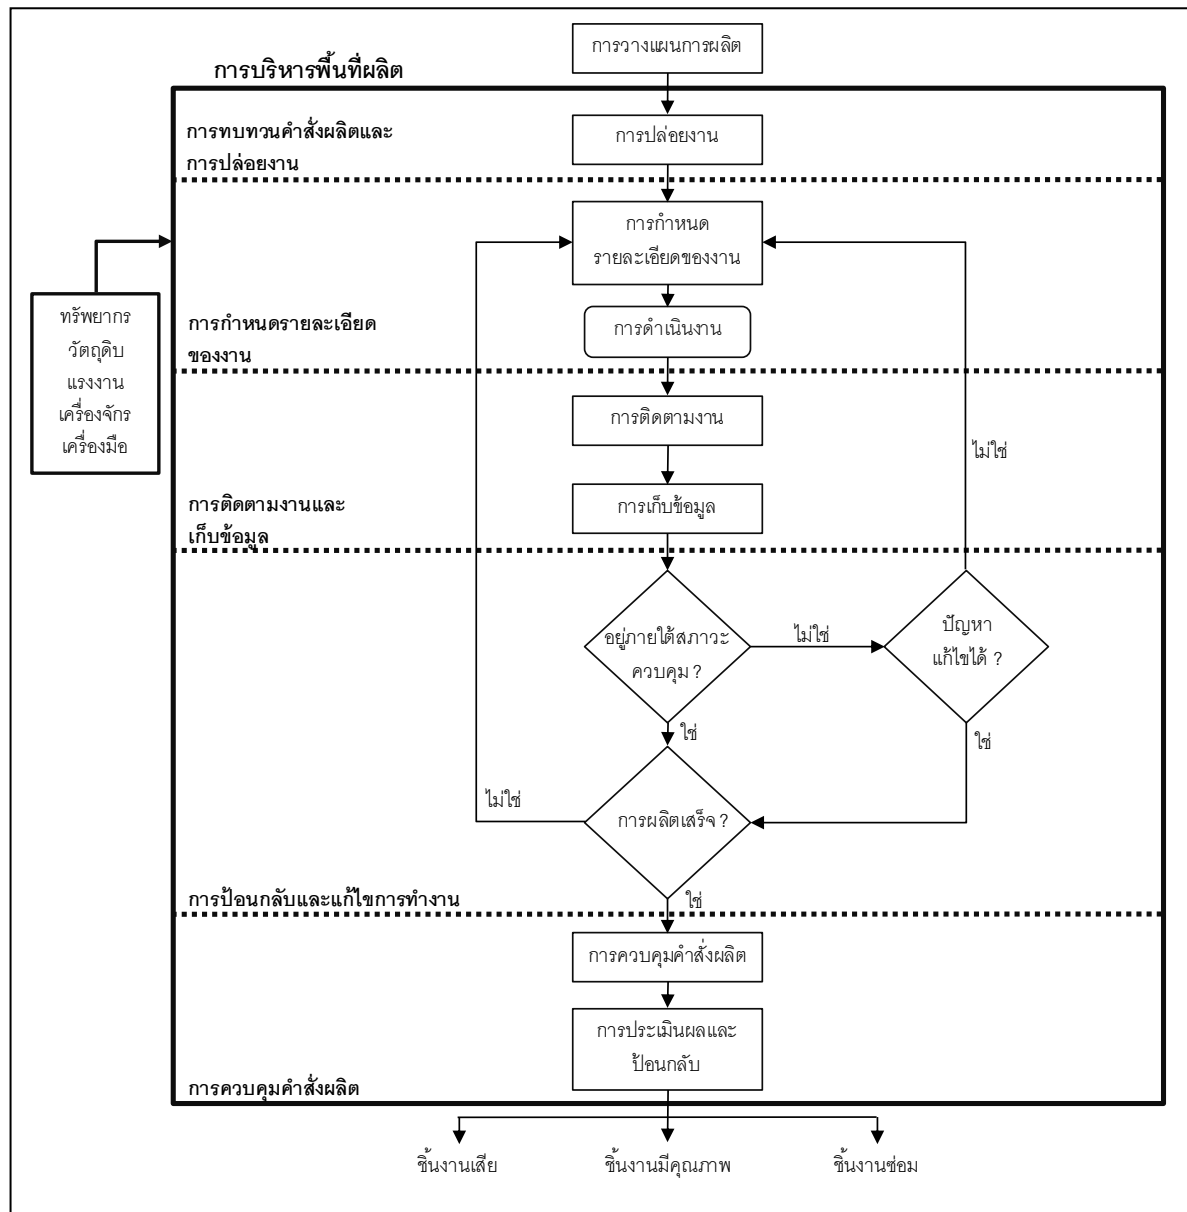 การวางแผนการผลิต
การบริหารพื้นที่ผลิต
การทบทวนคำสั่งผลิตและ
การปล่อยงาน
การปล่อยงาน
การกำหนด
รายละเอียดของงาน
ทรัพยากร
วัตถุดิบ
แรงงาน
เครื่องจักร
เครื่องมือ
การกำหนดรายละเอียด
ของงาน
การดำเนินงาน
การติดตามงาน
ไม่ใช่
การติดตามงานและ
เก็บข้อมูล
การเก็บข้อมูล
อยู่ภายใต้สภาวะ
ควบคุม ?
ไม่ใช่
ปัญหา
แก้ไขได้ ?
ใช่
ใช่
ไม่ใช่
การผลิตเสร็จ ?
การป้อนกลับและแก้ไขการทำงาน
ใช่
การควบคุมคำสั่งผลิต
การประเมินผลและ
ป้อนกลับ
การควบคุมคำสั่งผลิต
ชิ้นงานเสีย
ชิ้นงานมีคุณภาพ
ชิ้นงานซ่อม